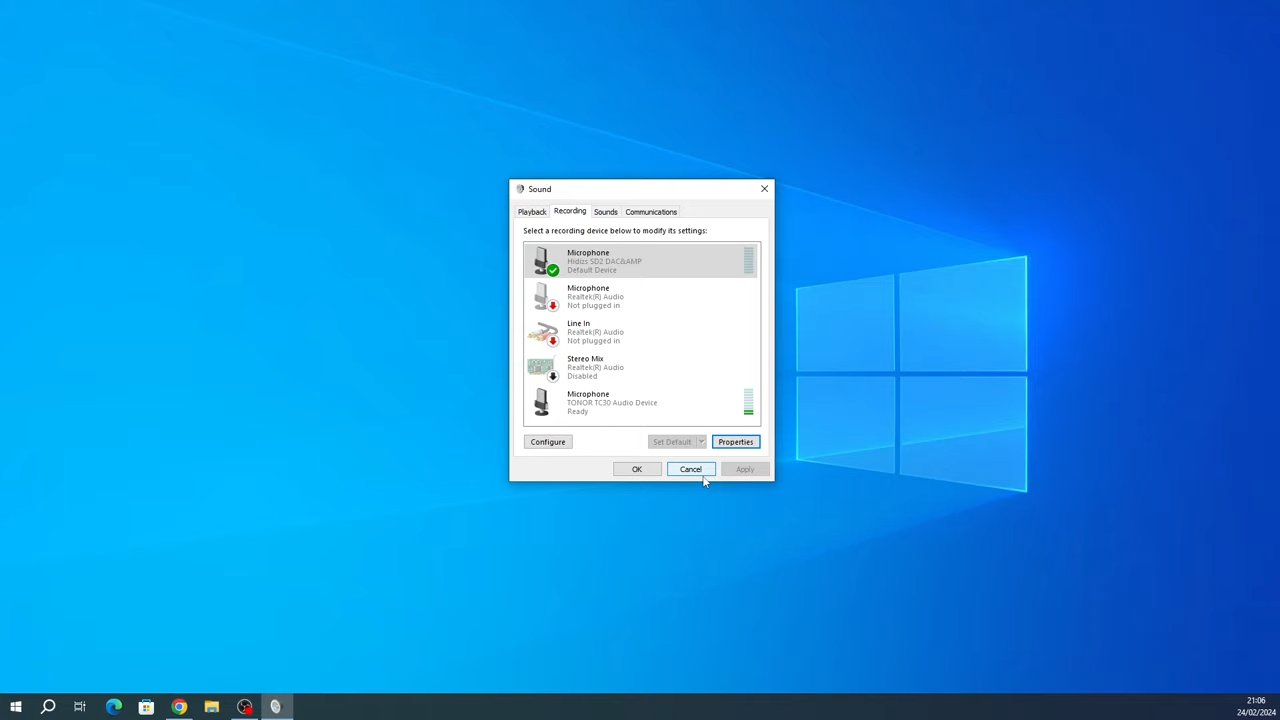 Sound
Playback
Recording
Sounds
Communications
Select a recording device below to modify its settings:
Microphone
Hidizs SD2 DAC&AMP
Default Device
Microphone
Realtek(R) Audio
Not plugged in
Line In
Realtek(R) Audio
Not plugged in
Stereo Mix
Realtek(R) Audio
Disabled
Microphone
TONOR TC30 Audio Device
Ready
Configure
Set Default
Properties
OK
Cancel
Apply
21:06
24/02/2024